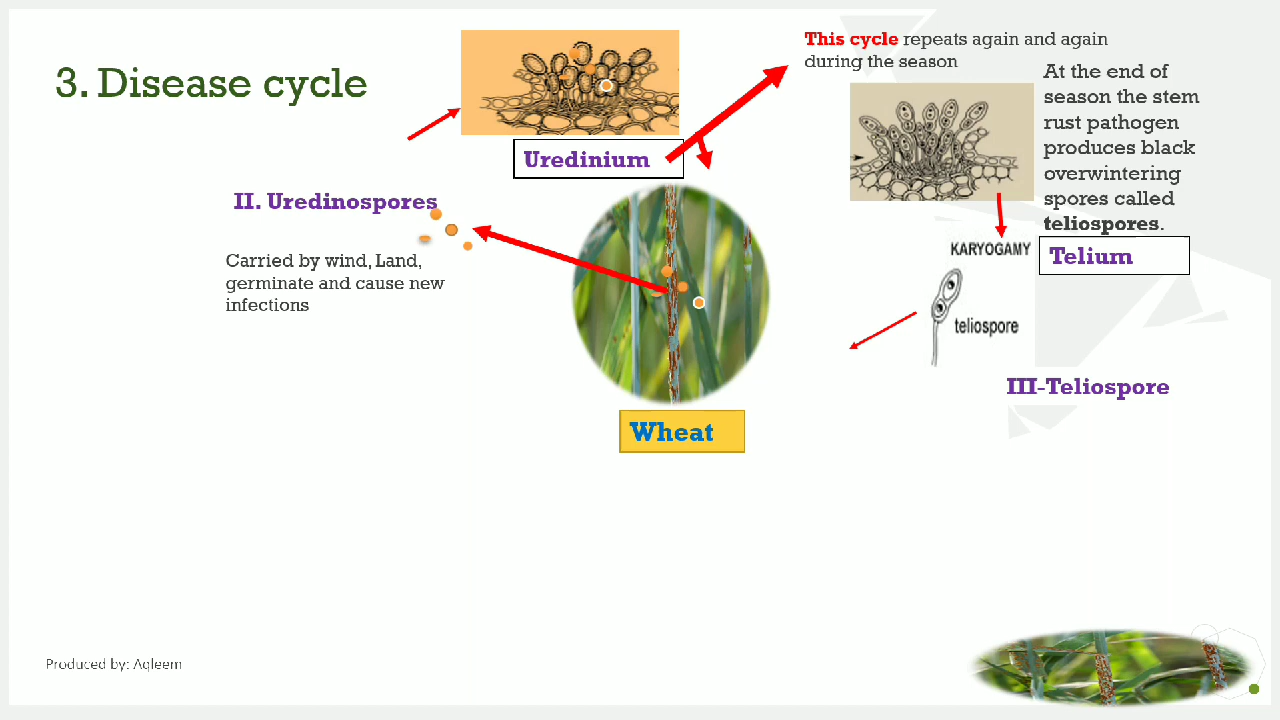 3. Disease cycle
Uredinium
This cycle repeats again and again
during the season
At the end of
season the stem
rust pathogen
produces black
overwintering
spores called
teliospores.
II. Uredinospores
Carried by wind, Land,
germinate and cause new
infections
KARYOGAMY
Telium
teliospore
III-Teliospore
Wheat
Produced by: Aqleem